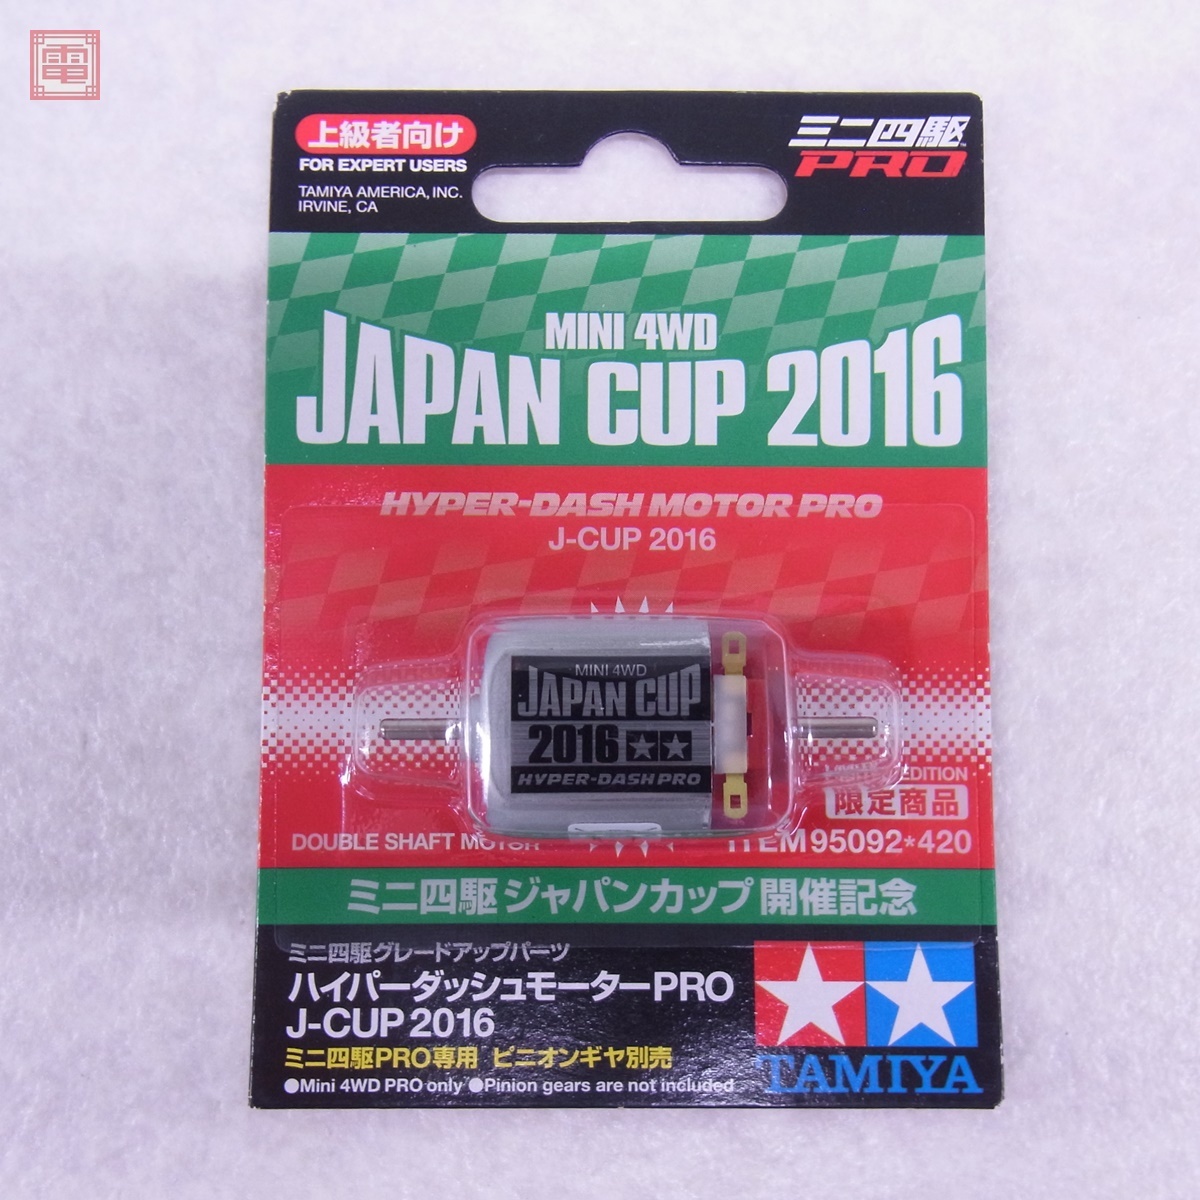 電
上級者向け
FOR EXPERT USERS
TAMIYA AMERICA, INC.
IRVINE, CA
ミニ四駆
PRO
MINI 4WD
JAPAN CUP 2016
HYPER-DASH MOTOR PRO
J-CUP 2016
MINI 4WD
JAPAN CUP
2016
HYPER-DASH PRO
EDITION
限定商品
DOUBLE SHAFT MOTOR
ITEM 95092*420
ミニ四駆 ジャパンカップ 開催記念
ミニ四駆グレードアップパーツ
ハイパーダッシュモーターPRO
J-CUP 2016
ミニ四駆PRO専用 ピニオンギヤ別売
●Mini 4WD PRO only ●Pinion gears are not included
TAMIYA